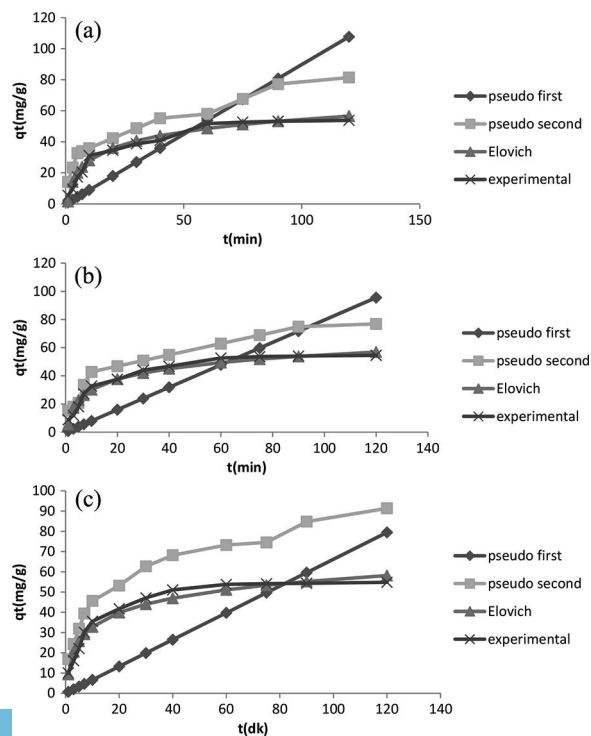 (a)
qt(mg/g)
120
100
80
60
40
20
0
0
50
100
150
t(min)
pseudo first
pseudo second
Elovich
experimental
(b)
qt(mg/g)
120
100
80
60
40
20
0
0
20
40
60
80
100
120
140
t(min)
pseudo first
pseudo second
Elovich
experimental
(c)
qt(mg/g)
100
90
80
70
60
50
40
30
20
10
0
0
20
40
60
80
100
120
140
t(dk)
pseudo first
pseudo second
Elovich
experimental